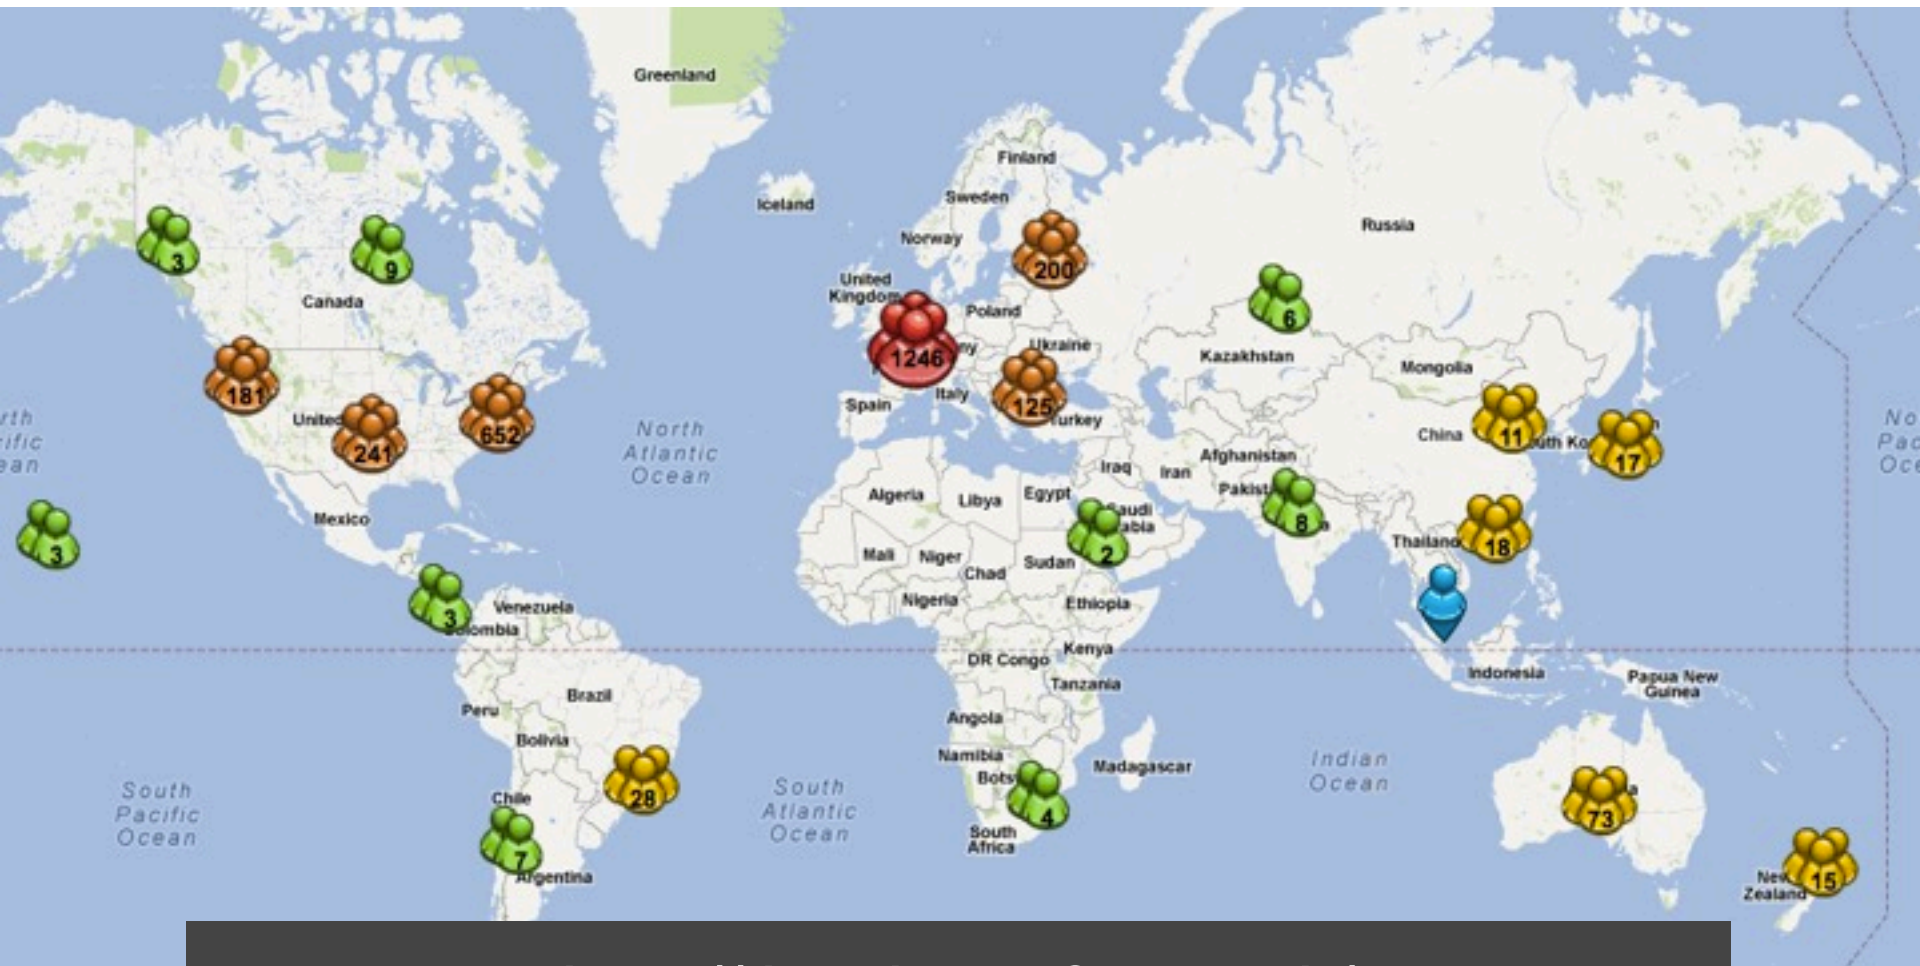 Greenland
Finland
Iceland
Sweden
Russia
Norway
3
9
200
United
Kingdom
Canada
Poland
6
1246
Ukraine
Kazakhstan
Mongolia
181
Italy
125
Spain
United
652
241
China
11
17
North
Atlantic
Ocean
Iraq
Iran
Afghanistan
Algeria
Libya
Egypt
8
Mexico
3
2
18
Mali
Niger
Chad
Sudan
Thailand
3
Venezuela
Nigeria
Ethiopia
DR Congo
Kenya
Tanzania
Indonesia
Papua New
Guinea
Brazil
Peru
Angola
Bolivia
Namibia
Madagascar
Indian
Ocean
28
Chile
South
Pacific
Ocean
South
Atlantic
Ocean
4
73
South
Africa
7
Argentina
New
Zealand
15